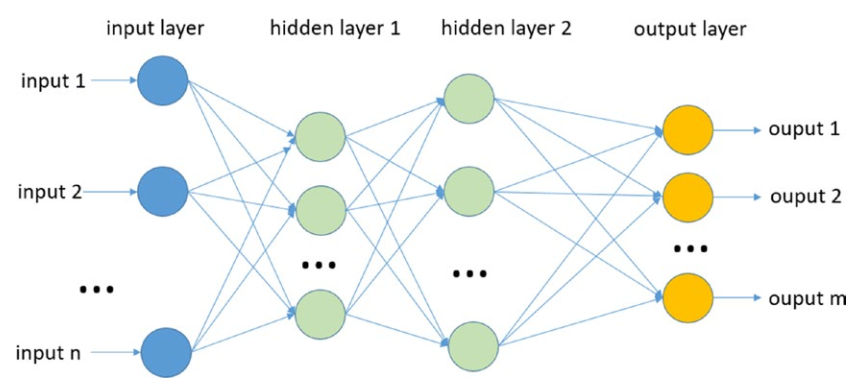 input layer
hidden layer 1
hidden layer 2
output layer
input 1
ouput 1
input 2
ouput 2
...
...
...
...
input n
ouput m